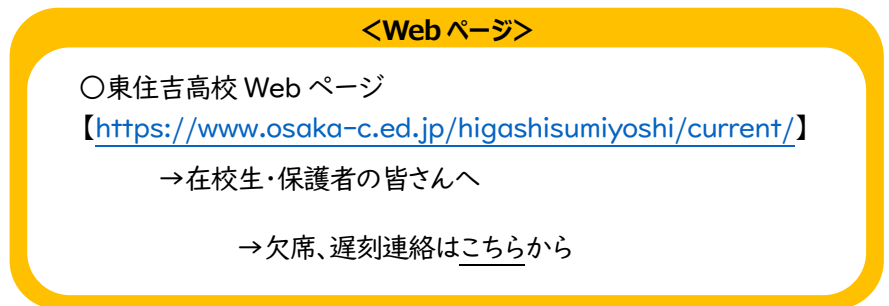 <Webページ>
〇東住吉高校 Web ページ
【https://www.osaka-c.ed.jp/higashisumiyoshi/current/】
→在校生・保護者の皆さんへ
→欠席、遅刻連絡はこちらから